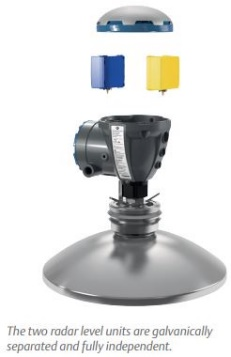 The two radar level units are galvanically
separated and fully independent.